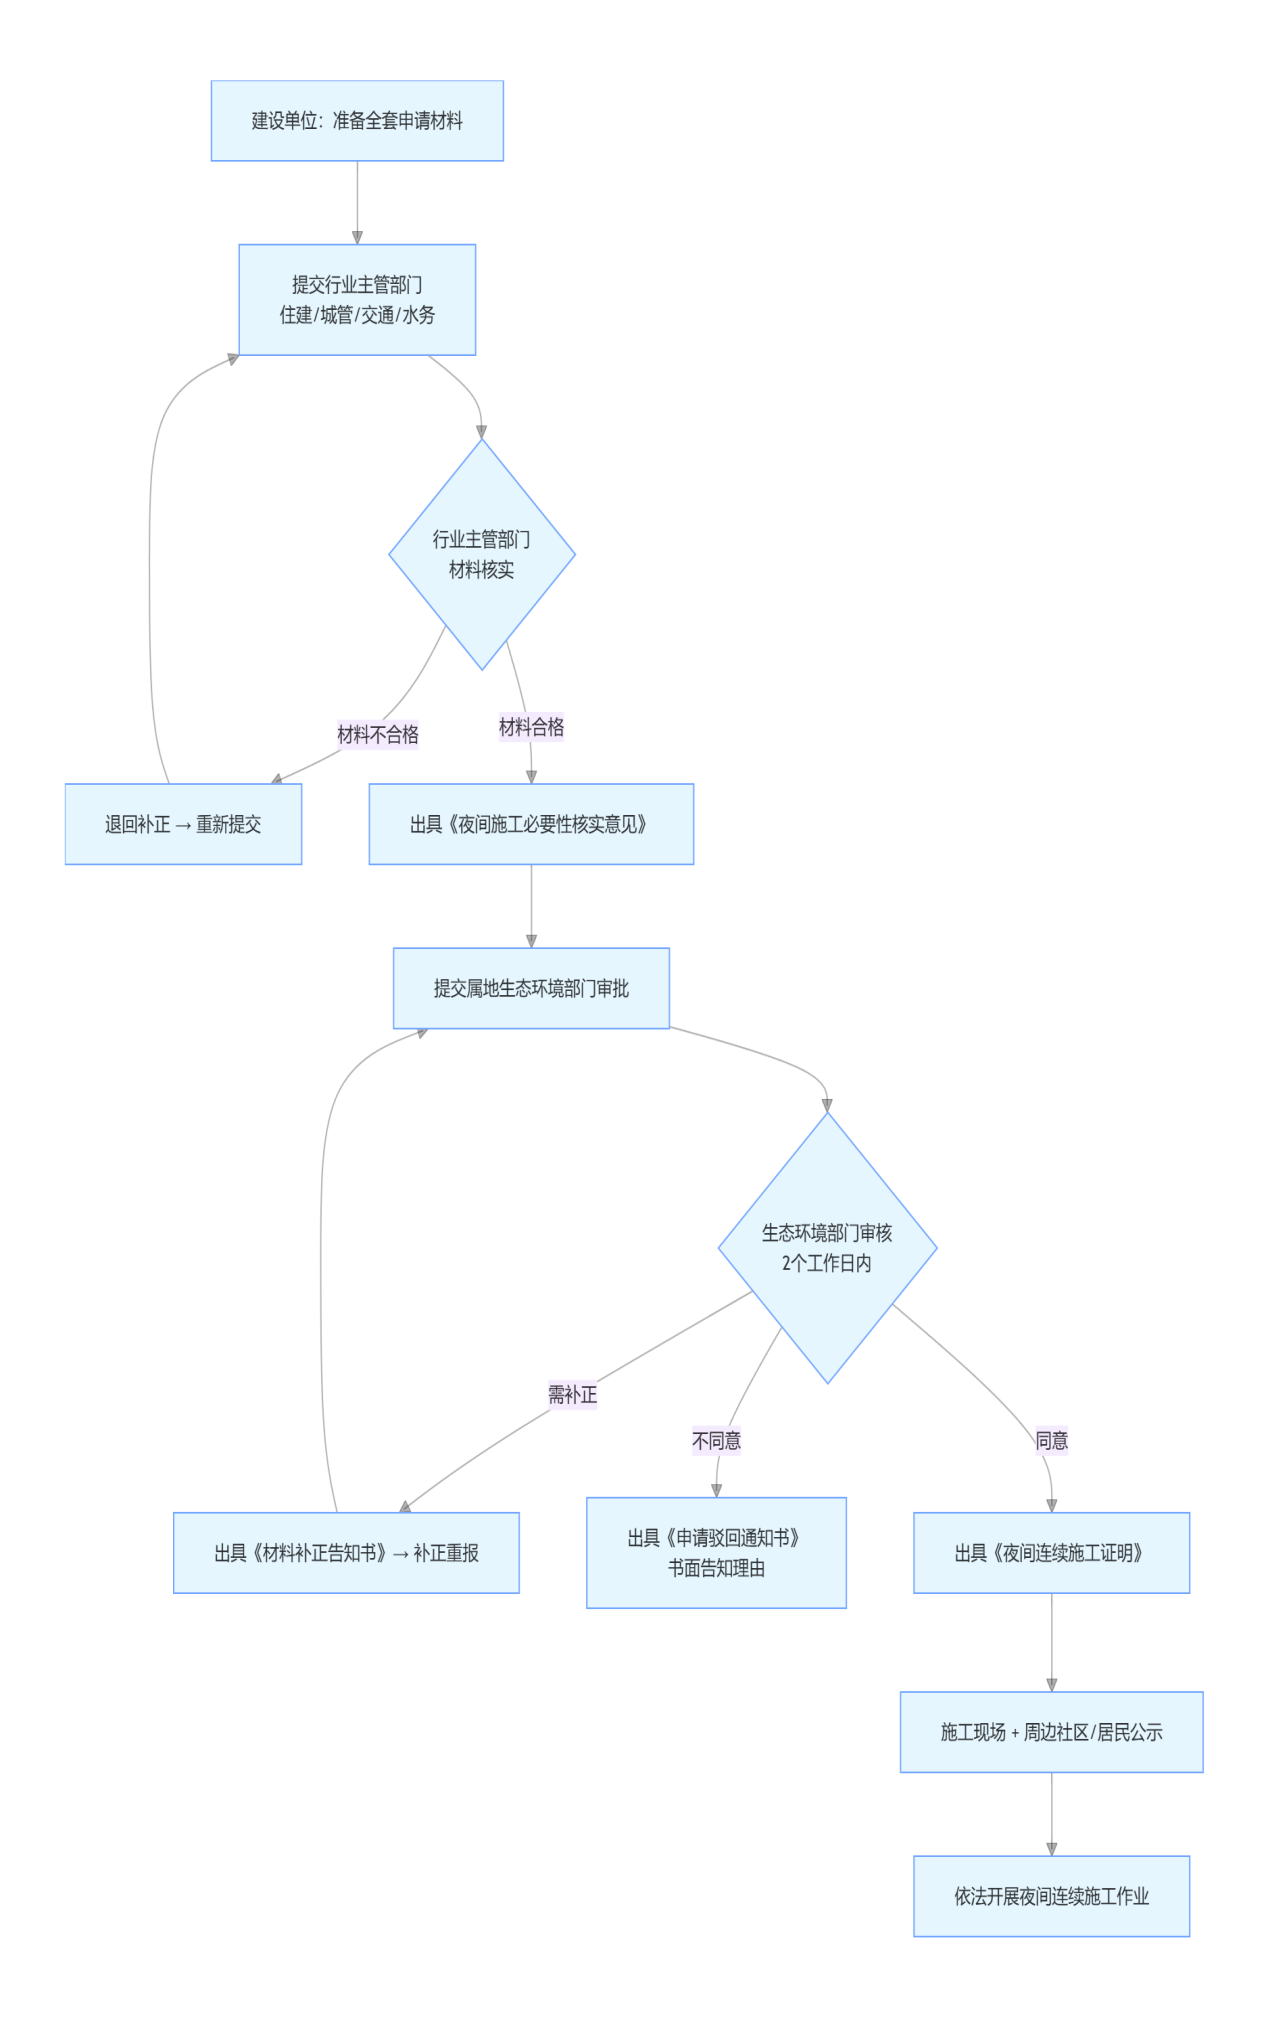 建设单位：准备全套申请材料
提交行业主管部门
住建/城管/交通/水务
行业主管部门
材料核实
材料不合格
材料合格
退回补正 → 重新提交
出具《夜间施工必要性核实意见》
提交属地生态环境部门审批
生态环境部门审核
2个工作日内
需补正
不同意
同意
出具《材料补正告知书》→ 补正重报
出具《申请驳回通知书》
书面告知理由
出具《夜间连续施工证明》
施工现场 + 周边社区/居民公示
依法开展夜间连续施工作业